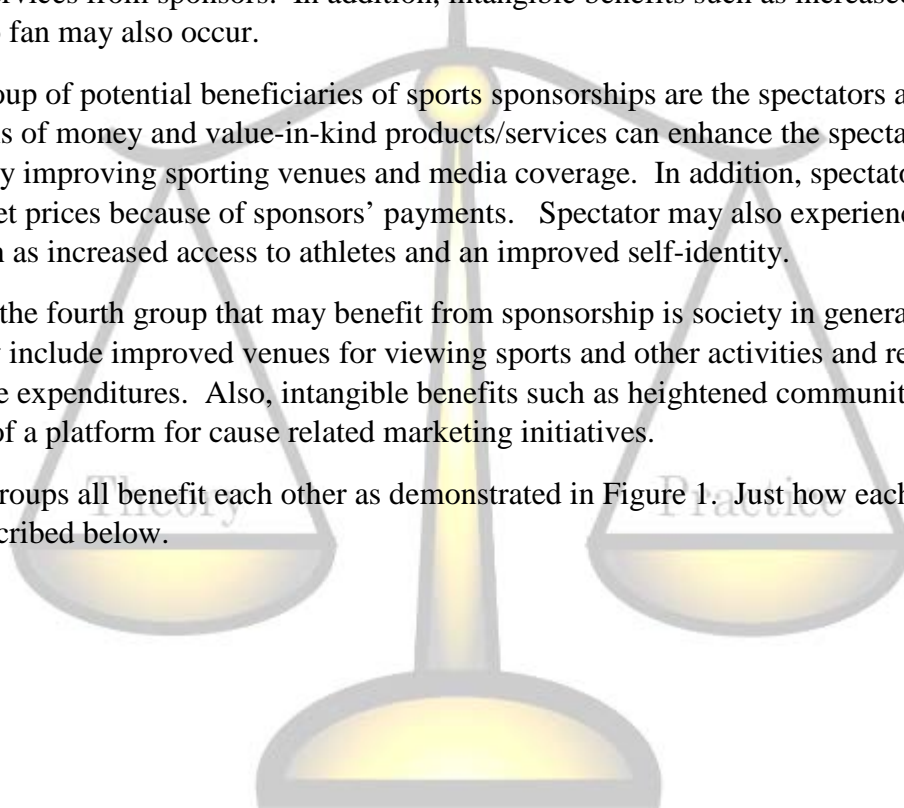 services from sponsors. In addition, intangible benefits such as increased
fan may also occur.
oup of potential beneficiaries of sports sponsorships are the spectators a
s of money and value-in-kind products/services can enhance the specta
y improving sporting venues and media coverage. In addition, spectato
et prices because of sponsors’ payments. Spectator may also experienc
as increased access to athletes and an improved self-identity.
the fourth group that may benefit from sponsorship is society in genera
include improved venues for viewing sports and other activities and re
e expenditures. Also, intangible benefits such as heightened communit
of a platform for cause related marketing initiatives.
roups all benefit each other as demonstrated in Figure 1. Just how each
cribed below.
Theory
Practice